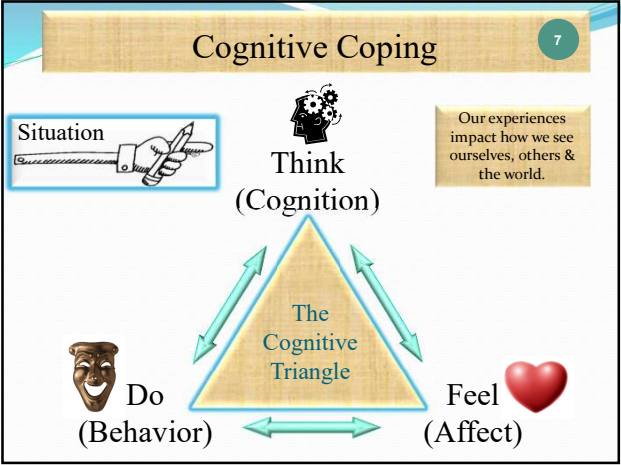 Cognitive Coping
7
Situation
Think
(Cognition)
Our experiences
impact how we see
ourselves, others &
the world.
The
Cognitive
Triangle
Do
(Behavior)
Feel
(Affect)